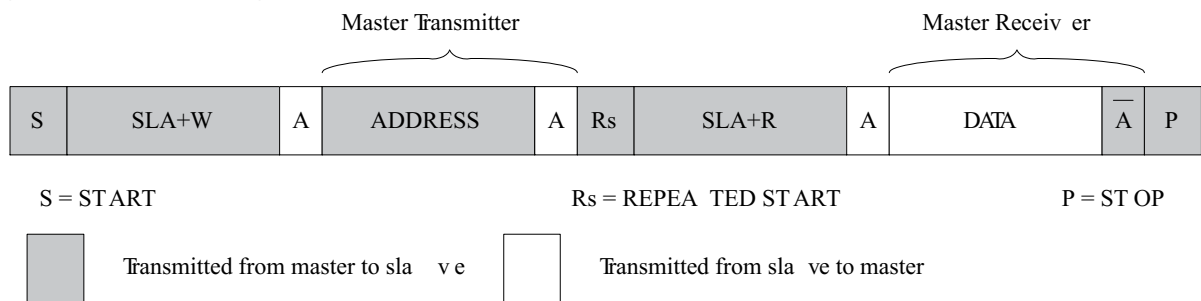 Master Transmitter Master Receiv er
S SLA+W A ADDRESS A Rs SLA+R A DATA A̅ P
S = ST ART Rs = REPEA TED ST ART P = ST OP
Transmitted from master to sla v e Transmitted from sla ve to master